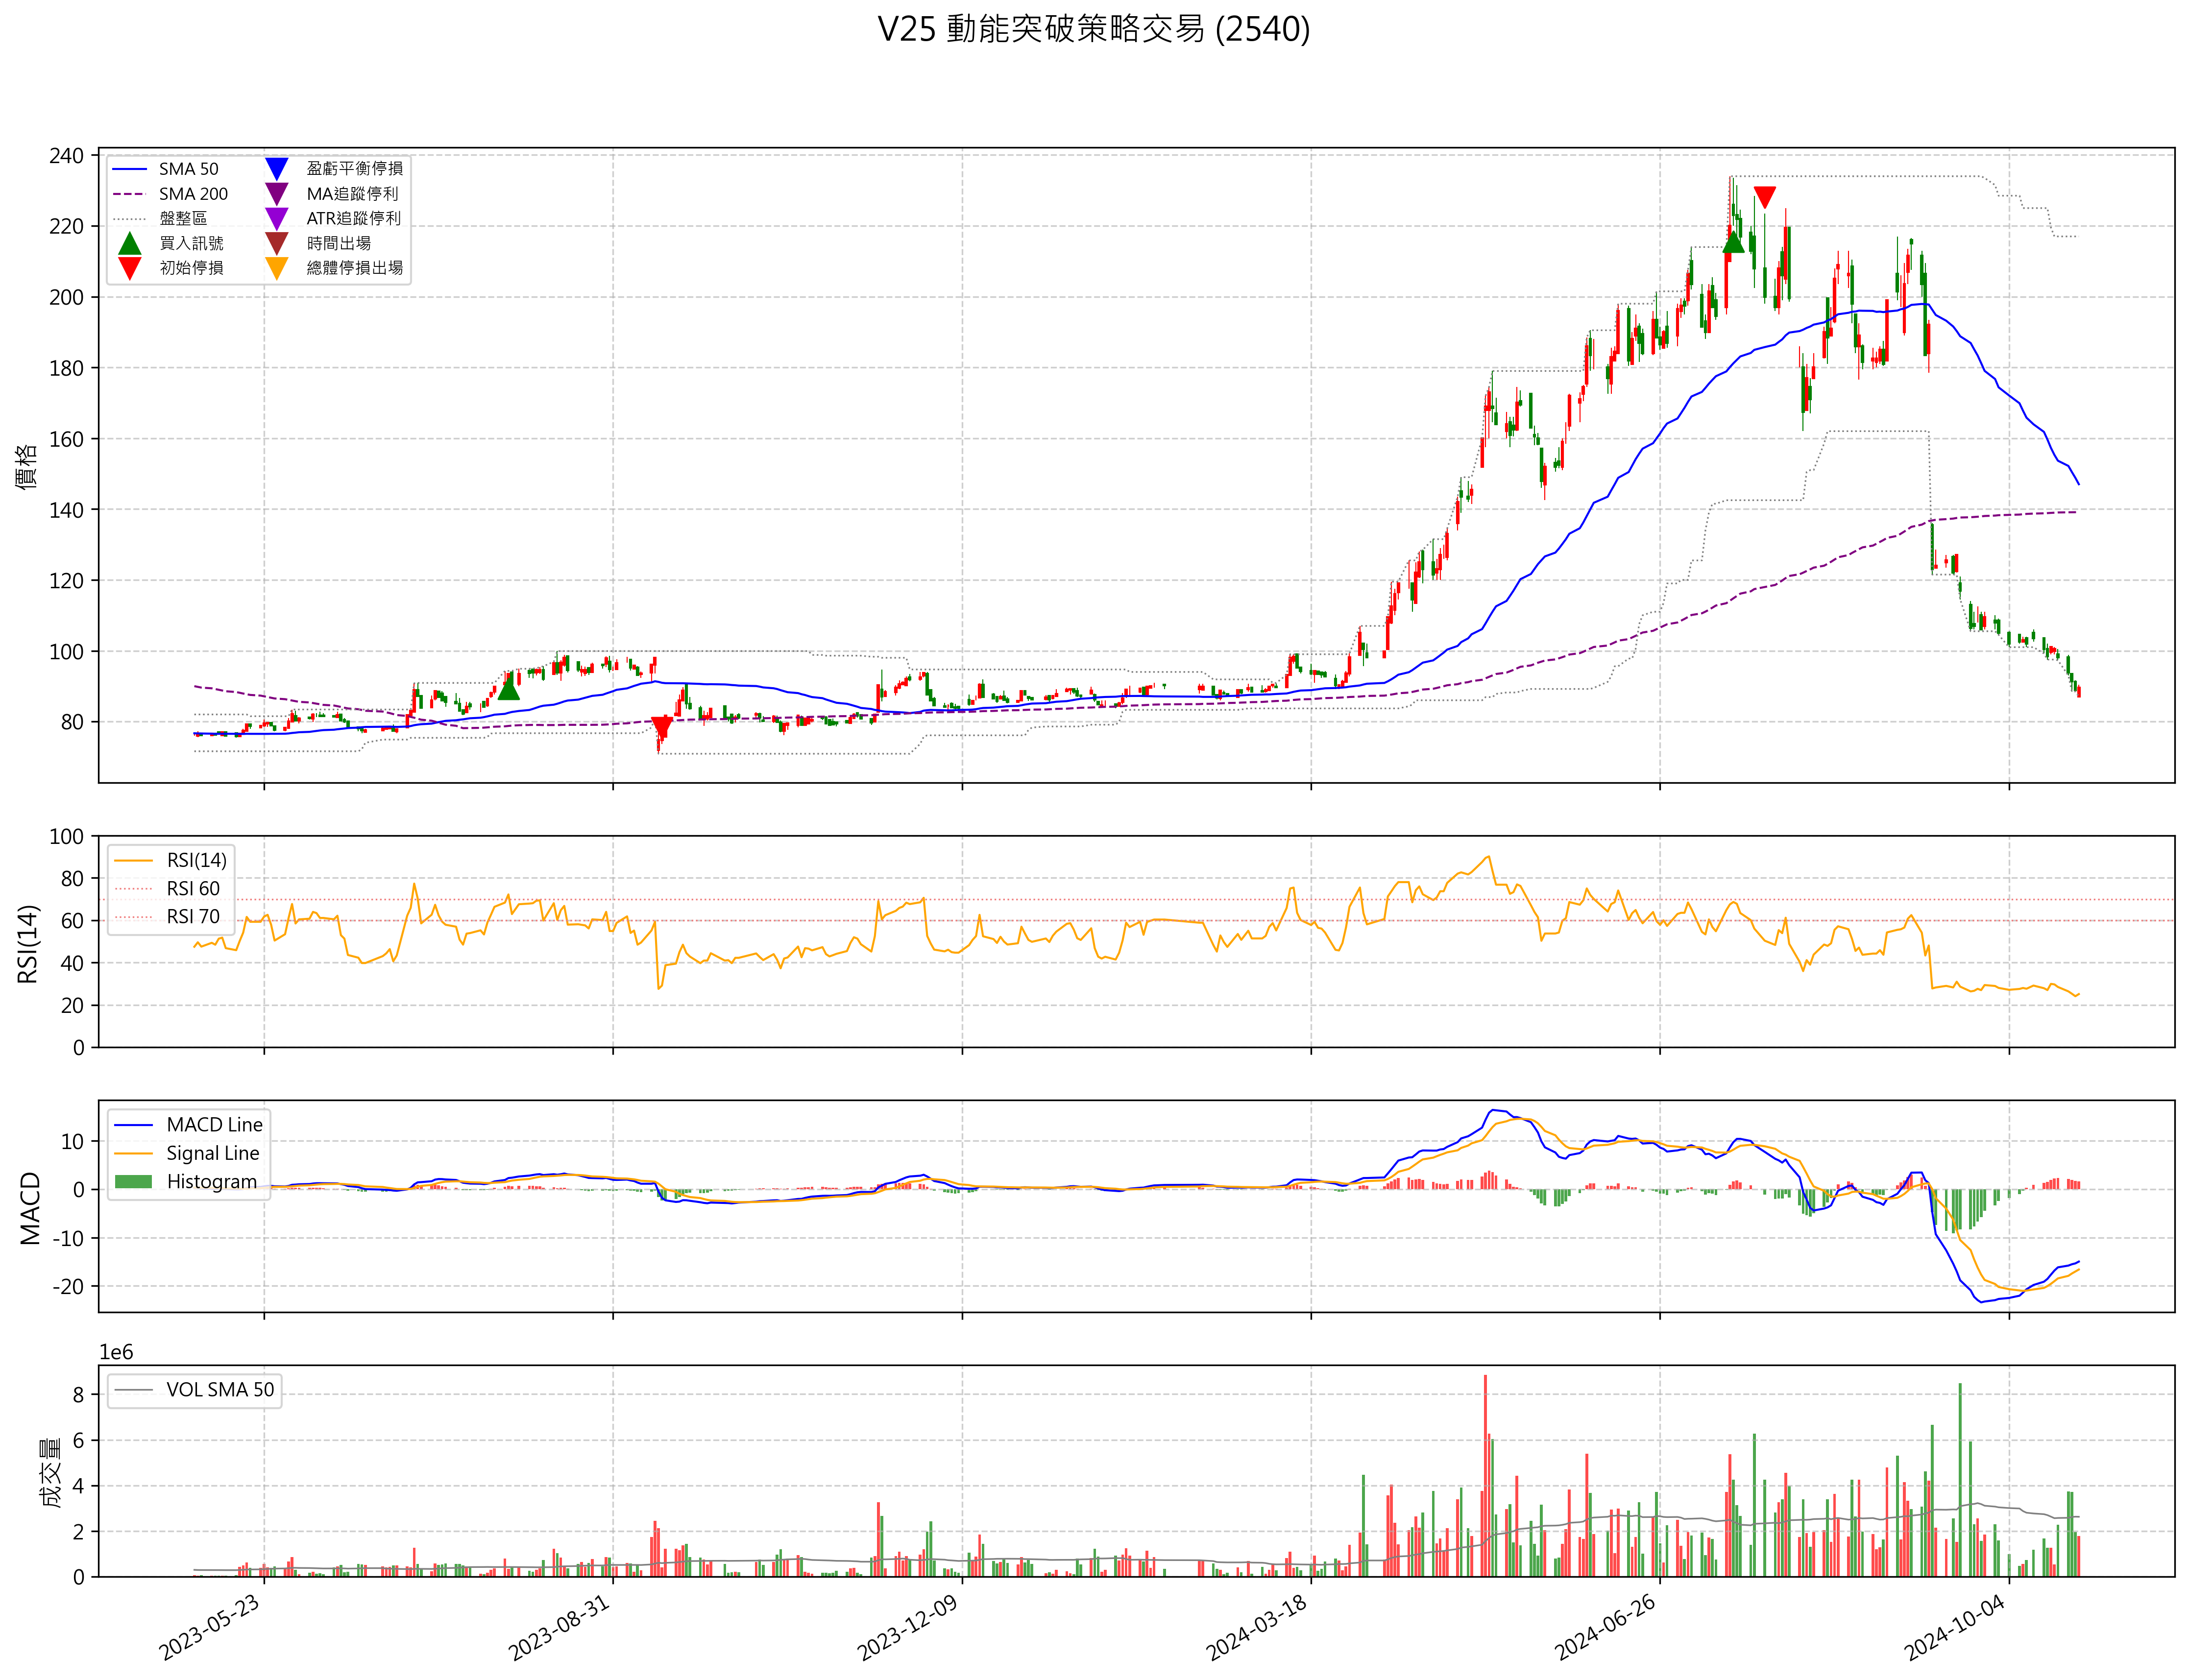 V25 動能突破策略交易 (2540)
240
220
200
180
160
140
120
100
80
價格
SMA 50
SMA 200
盤整區
買入訊號
初始停損
盈虧平衡停損
MA追蹤停利
ATR追蹤停利
時間出場
總體停損出場
100
80
60
40
20
0
RSI(14)
RSI(14)
RSI 60
RSI 70
10
0
-10
-20
MACD
MACD Line
Signal Line
Histogram
1e6
8
6
4
2
0
成交量
VOL SMA 50
2023-05-23
2023-08-31
2023-12-09
2024-03-18
2024-06-26
2024-10-04